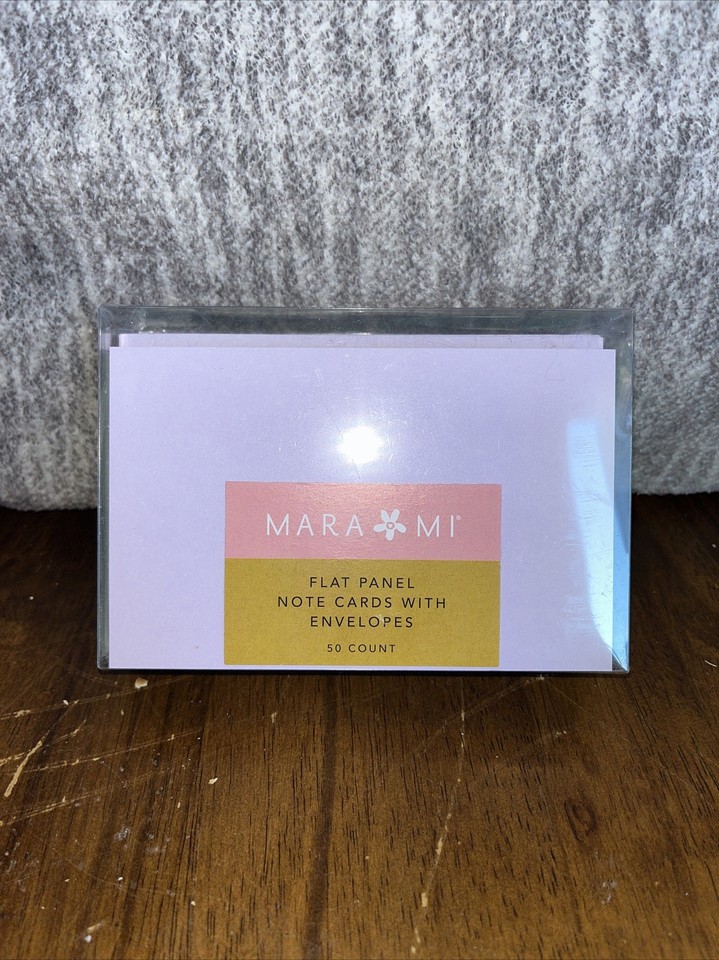 MARA MI®
FLAT PANEL
NOTE CARDS WITH
ENVELOPES
50 COUNT